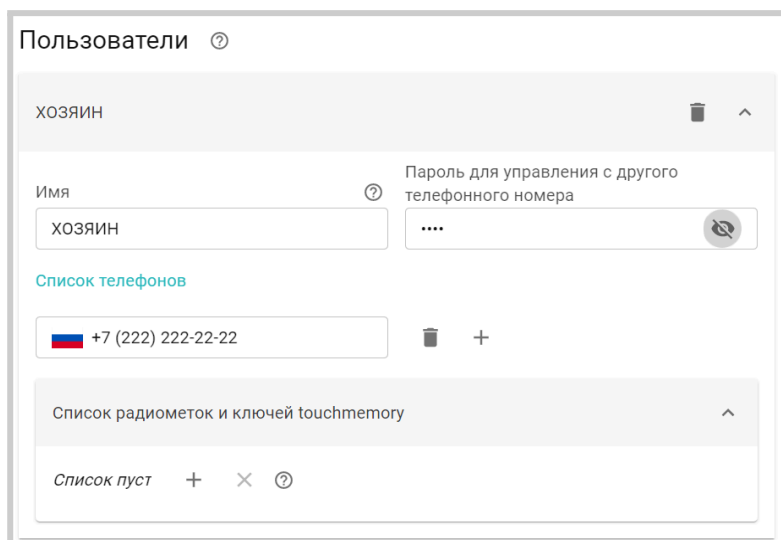 Пользователи
ХОЗЯИН
Имя
Пароль для управления с другого
телефонного номера
ХОЗЯИН
••••
Список телефонов
+7 (222) 222-22-22
Список радиометок и ключей touchmemory
Список пуст